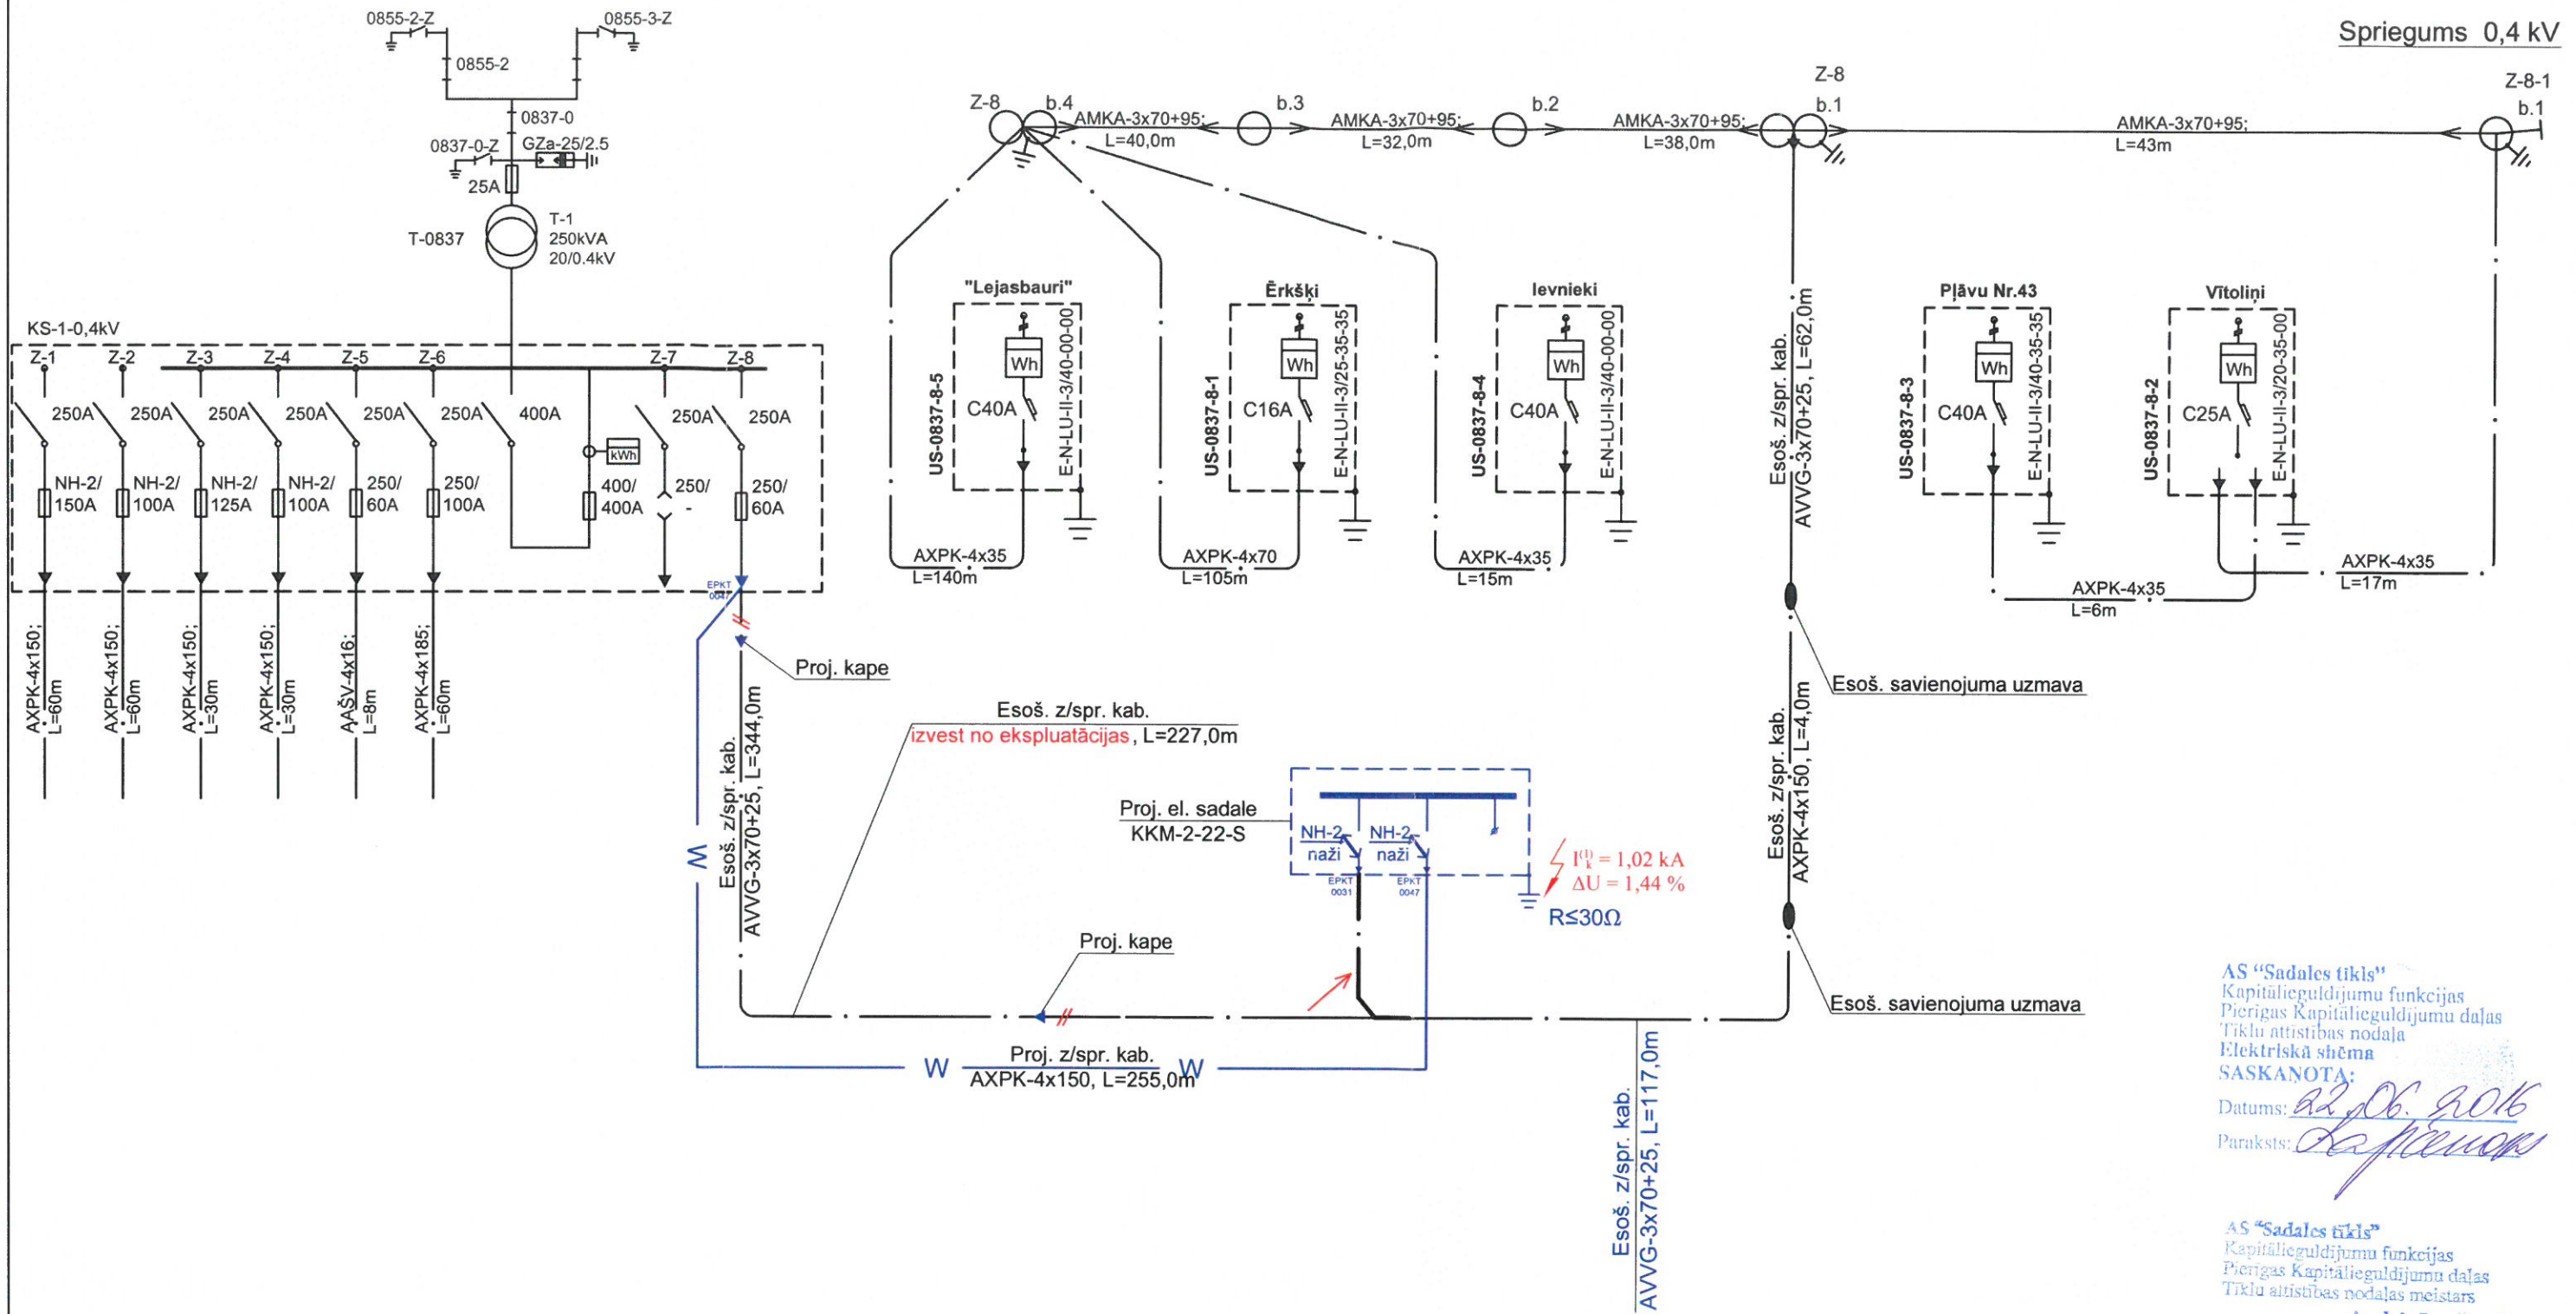 Spriegums 0,4 kV
0855-2-Z
0855-3-Z
0855-2
0837-0
0837-0-Z
GZa-25/2.5
25A
T-0837
T-1
250kVA
20/0.4kV
KS-1-0,4kV
Z-1
Z-2
Z-3
Z-4
Z-5
Z-6
Z-7
Z-8
250A
250A
250A
250A
250A
250A
400A
250A
250A
kWh
NH-2/
150A
NH-2/
100A
NH-2/
125A
NH-2/
100A
250/
60A
250/
100A
400/
400A
250/
-
250/
60A
EPKT
0047
AXPK-4x150;
L=60m
AXPK-4x150;
L=60m
AXPK-4x150;
L=30m
AXPK-4x150;
L=30m
AAŠV-4x16;
L=8m
AXPK-4x185;
L=60m
Z-8
b.4
AMKA-3x70+95;
L=40,0m
b.3
AMKA-3x70+95;
L=32,0m
b.2
AMKA-3x70+95;
L=38,0m
Z-8
b.1
AMKA-3x70+95;
L=43m
Z-8-1
b.1
"Lejasbauri"
Wh
C40A
US-0837-8-5
E-N-LU-II-3/40-00-00
AXPK-4x35
L=140m
Ērkšķi
Wh
C16A
US-0837-8-1
E-N-LU-II-3/25-35-35
AXPK-4x70
L=105m
Ievnieki
Wh
C40A
US-0837-8-4
E-N-LU-II-3/40-00-00
AXPK-4x35
L=15m
Esoš. z/spr. kab.
AVVG-3x70+25, L=62,0m
Pļāvu Nr.43
Wh
C40A
US-0837-8-3
E-N-LU-II-3/40-35-35
AXPK-4x35
L=6m
Vītoliņi
Wh
C25A
US-0837-8-2
E-N-LU-II-3/20-35-00
AXPK-4x35
L=17m
Proj. kape
Esoš. savienojuma uzmava
Esoš. z/spr. kab.
izvest no ekspluatācijas, L=227,0m
Esoš. z/spr. kab.
AVVG-3x70+25, L=344,0m
W
Proj. el. sadale
KKM-2-22-S
NH-2
naži
NH-2
naži
EPKT
0031
EPKT
0047
I(1)k = 1,02 kA
ΔU = 1,44 %
R≤30Ω
Esoš. z/spr. kab.
AXPK-4x150, L=4,0m
Proj. kape
Esoš. savienojuma uzmava
W
Proj. z/spr. kab.
AXPK-4x150, L=255,0m
W
Esoš. z/spr. kab.
AVVG-3x70+25, L=117,0m
AS “Sadales tīkls”
Kapitālieguldījumu funkcijas
Pierīgas Kapitālieguldījumu daļas
Tīklu attīstības nodaļa
Elektriskā shēma
SASKAŅOTA:
Datums: 22.06.2016
Paraksts:
AS “Sadales tīkls”
Kapitālieguldījumu funkcijas
Pierīgas Kapitālieguldījumu daļas
Tīklu attīstības nodaļas meistars